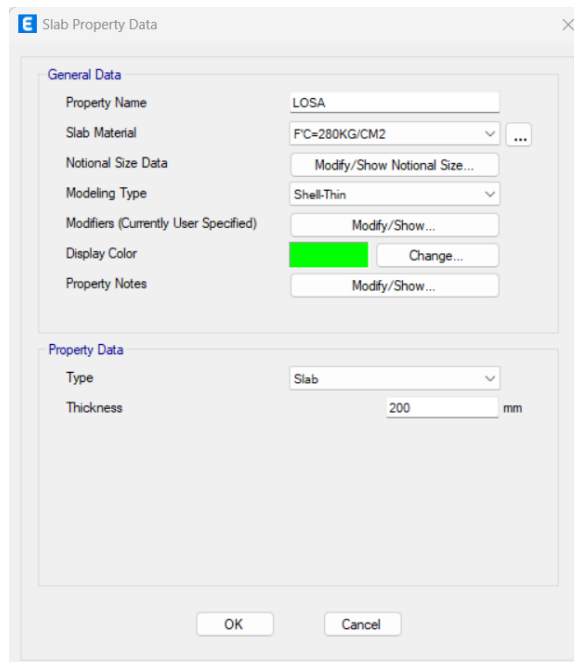 E Slab Property Data
General Data
Property Name LOSA
Slab Material F'C=280KG/CM2 ...
Notional Size Data Modify/Show Notional Size...
Modeling Type Shell-Thin
Modifiers (Currently User Specified) Modify/Show...
Display Color Change...
Property Notes Modify/Show...
Property Data
Type Slab
Thickness 200 mm
OK Cancel